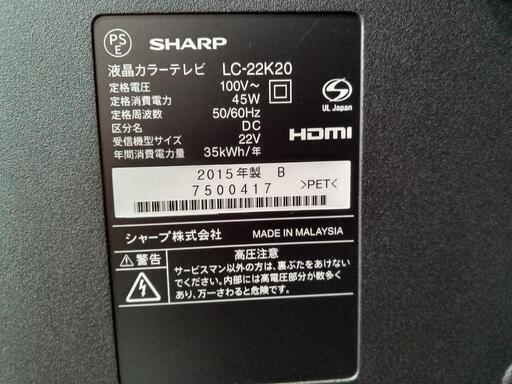 PS
E
SHARP
液晶カラーテレビ LC-22K20
定格電圧 100V～
定格消費電力 45W
定格周波数 50/60Hz
区分名 DC
受信機型サイズ 22V
年間消費電力量 35kWh/年
UL Japan
HDMI
2015年製 B
7500417
>PET<
シャープ株式会社 MADE IN MALAYSIA
警告
高圧注意
サービスマン以外の方は、裏ぶたをあけない
でください。内部には高電圧部分が数多く
あり、万一さわると危険です。